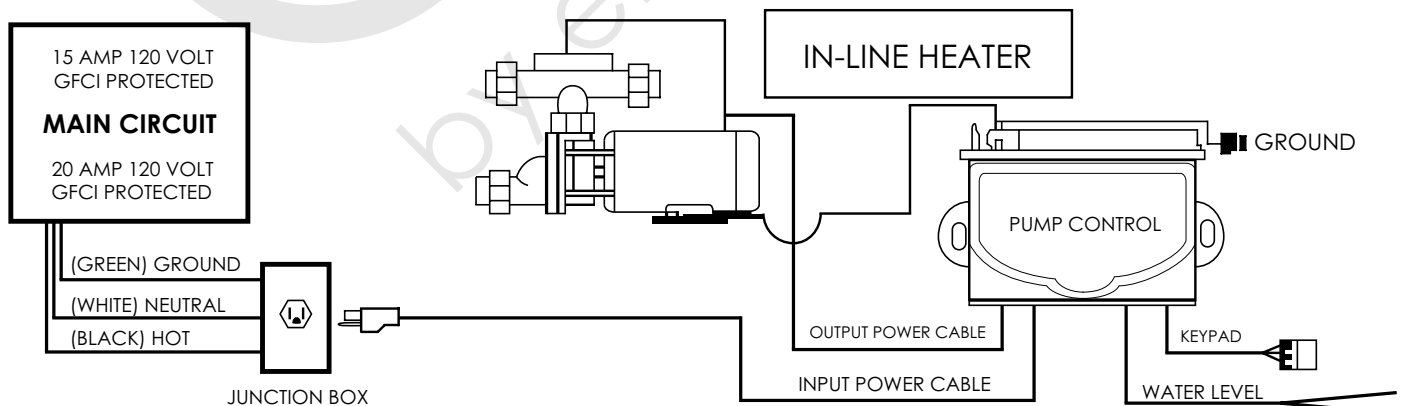 15 AMP 120 VOLT
GFCI PROTECTED
MAIN CIRCUIT
20 AMP 120 VOLT
GFCI PROTECTED
(GREEN) GROUND
(WHITE) NEUTRAL
(BLACK) HOT
JUNCTION BOX
IN-LINE HEATER
GROUND
PUMP CONTROL
OUTPUT POWER CABLE
KEYPAD
INPUT POWER CABLE
WATER LEVEL
by